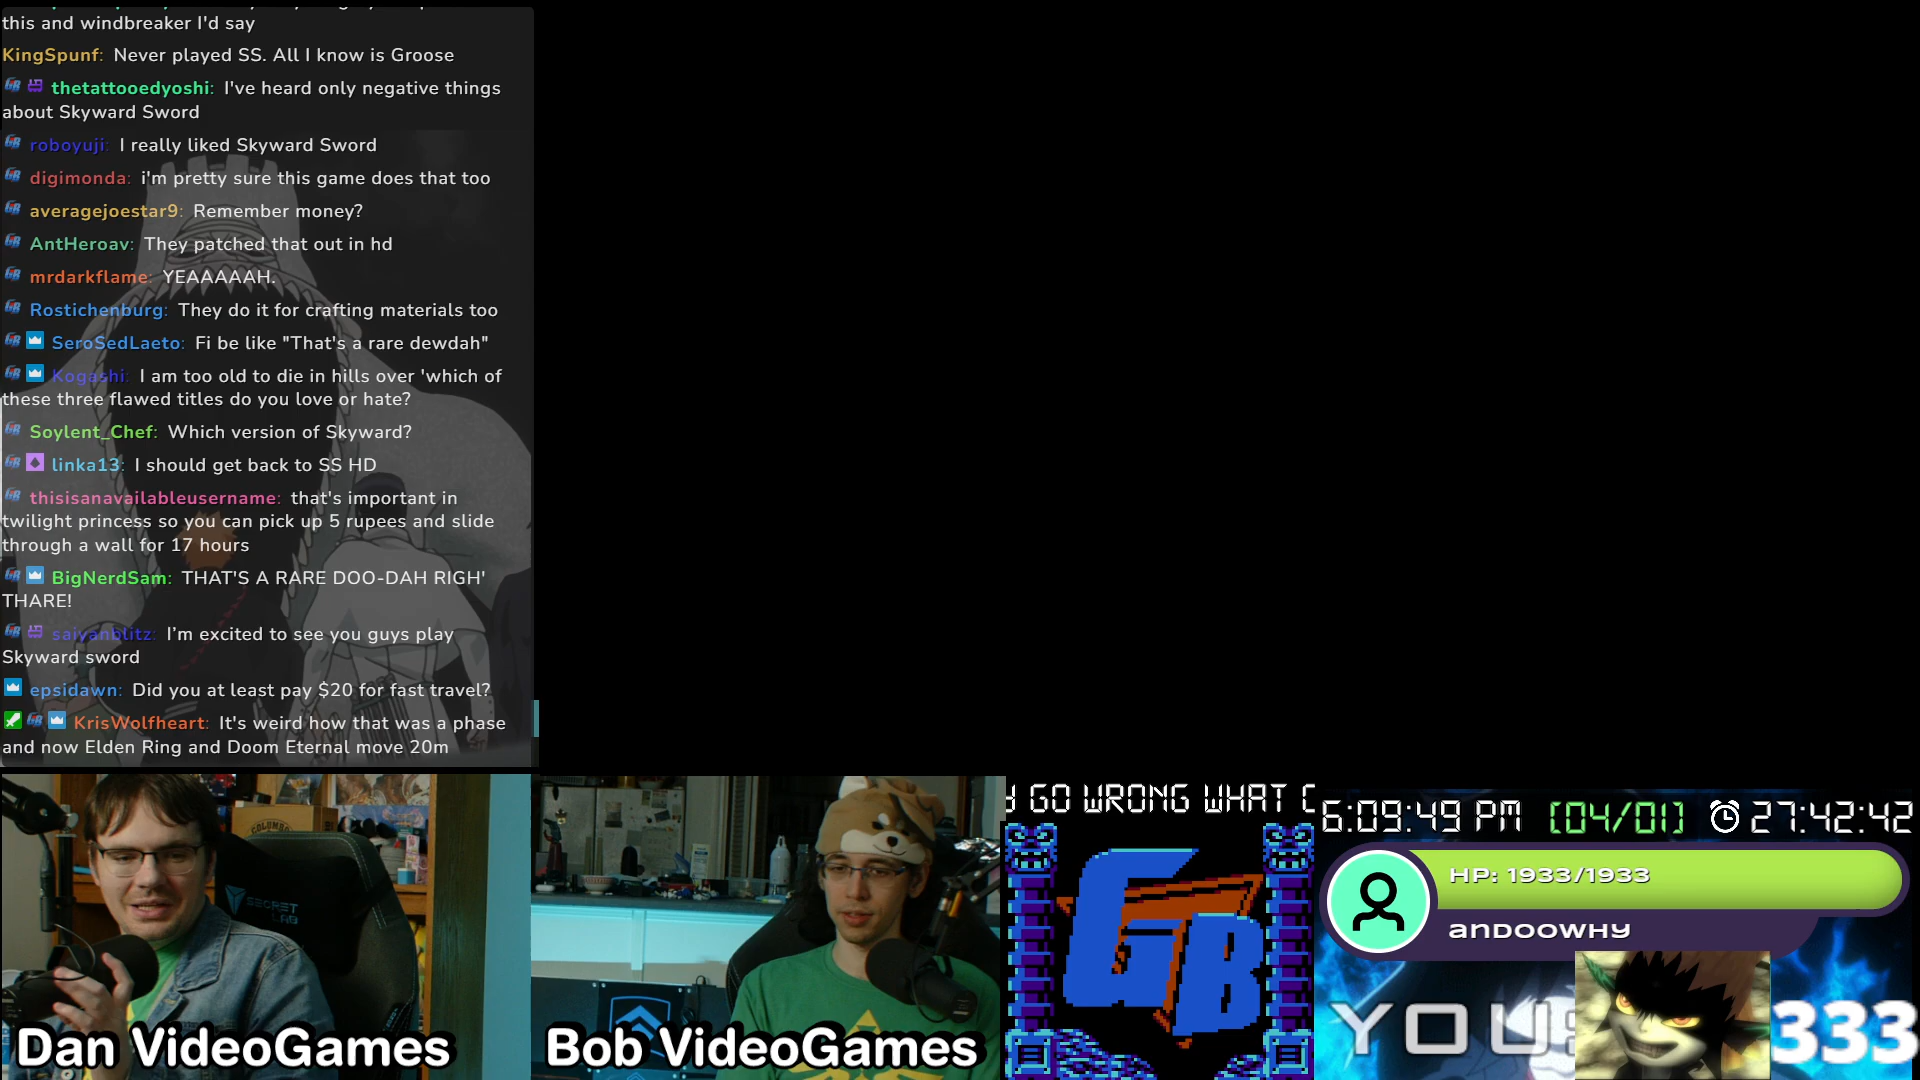 this and windbreaker I'd say
KingSpunf: Never played SS. All I know is Groose
thetattooedyoshi: I've heard only negative things
about Skyward Sword
roboyuji: I really liked Skyward Sword
digimonda: i'm pretty sure this game does that too
averagejoestar9: Remember money?
AntHeroav: They patched that out in hd
mrdarkflame: YEAAAAAH.
Rostichenburg: They do it for crafting materials too
SeroSedLaeto: Fi be like "That's a rare dewdah"
Kogashi: I am too old to die in hills over 'which of
these three flawed titles do you love or hate?
Soylent_Chef: Which version of Skyward?
linka13: I should get back to SS HD
thisisanavailableusername: that's important in
twilight princess so you can pick up 5 rupees and slide
through a wall for 17 hours
BigNerdSam: THAT'S A RARE DOO-DAH RIGH'
THARE!
saiyanblitz: I’m excited to see you guys play
Skyward sword
epsidawn: Did you at least pay $20 for fast travel?
KrisWolfheart: It's weird how that was a phase
and now Elden Ring and Doom Eternal move 20m
COLUMBO
SECRET
LAB
Dan VideoGames
Bob VideoGames
GO WRONG WHAT
GB
6:09:49 PM [04/01] 27:42:42
HP: 1933/1933
andoowhy
YOU
333